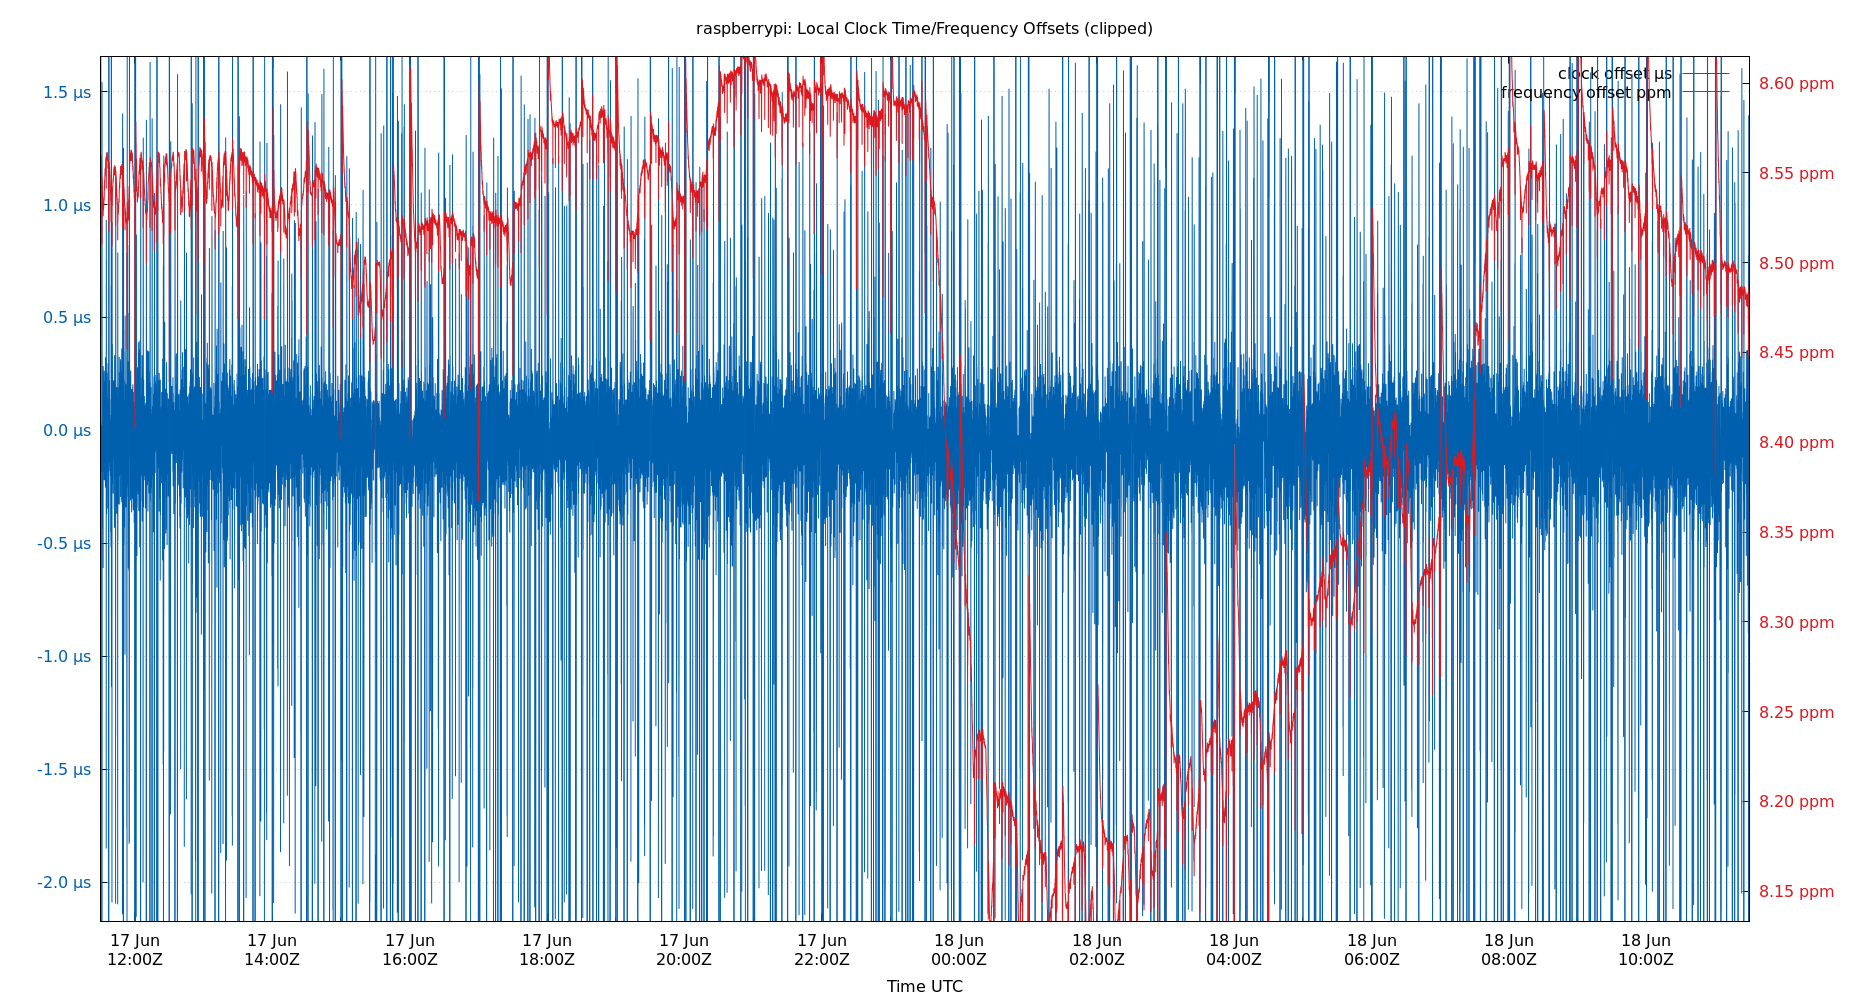 raspberrypi: Local Clock Time/Frequency Offsets (clipped)
clock offset µs
frequency offset ppm
1.5 µs
1.0 µs
0.5 µs
0.0 µs
-0.5 µs
-1.0 µs
-1.5 µs
-2.0 µs
8.60 ppm
8.55 ppm
8.50 ppm
8.45 ppm
8.40 ppm
8.35 ppm
8.30 ppm
8.25 ppm
8.20 ppm
8.15 ppm
17 Jun 17 Jun 17 Jun 17 Jun 17 Jun 17 Jun 18 Jun 18 Jun 18 Jun 18 Jun 18 Jun 18 Jun
12:00Z 14:00Z 16:00Z 18:00Z 20:00Z 22:00Z 00:00Z 02:00Z 04:00Z 06:00Z 08:00Z 10:00Z
Time UTC